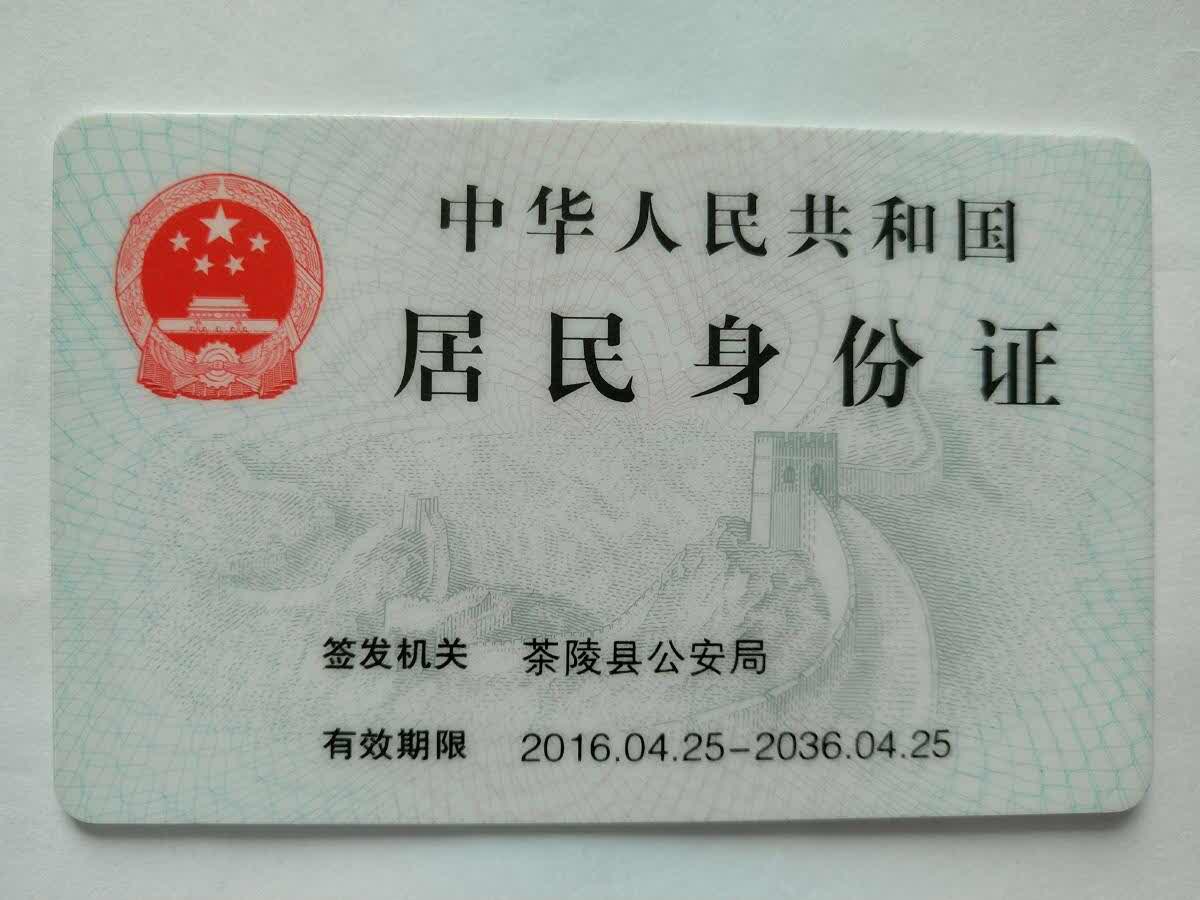 中华人民共和国
居民身份证
签发机关 茶陵县公安局
有效期限 2016.04.25-2036.04.25